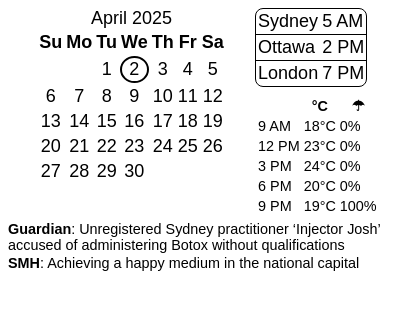 April 2025
Su Mo Tu We Th Fr Sa
1 2 3 4 5
6 7 8 9 10 11 12
13 14 15 16 17 18 19
20 21 22 23 24 25 26
27 28 29 30
Sydney 5 AM
Ottawa 2 PM
London 7 PM
°C ☂
9 AM 18°C 0%
12 PM 23°C 0%
3 PM 24°C 0%
6 PM 20°C 0%
9 PM 19°C 100%
Guardian: Unregistered Sydney practitioner ‘Injector Josh’
accused of administering Botox without qualifications
SMH: Achieving a happy medium in the national capital